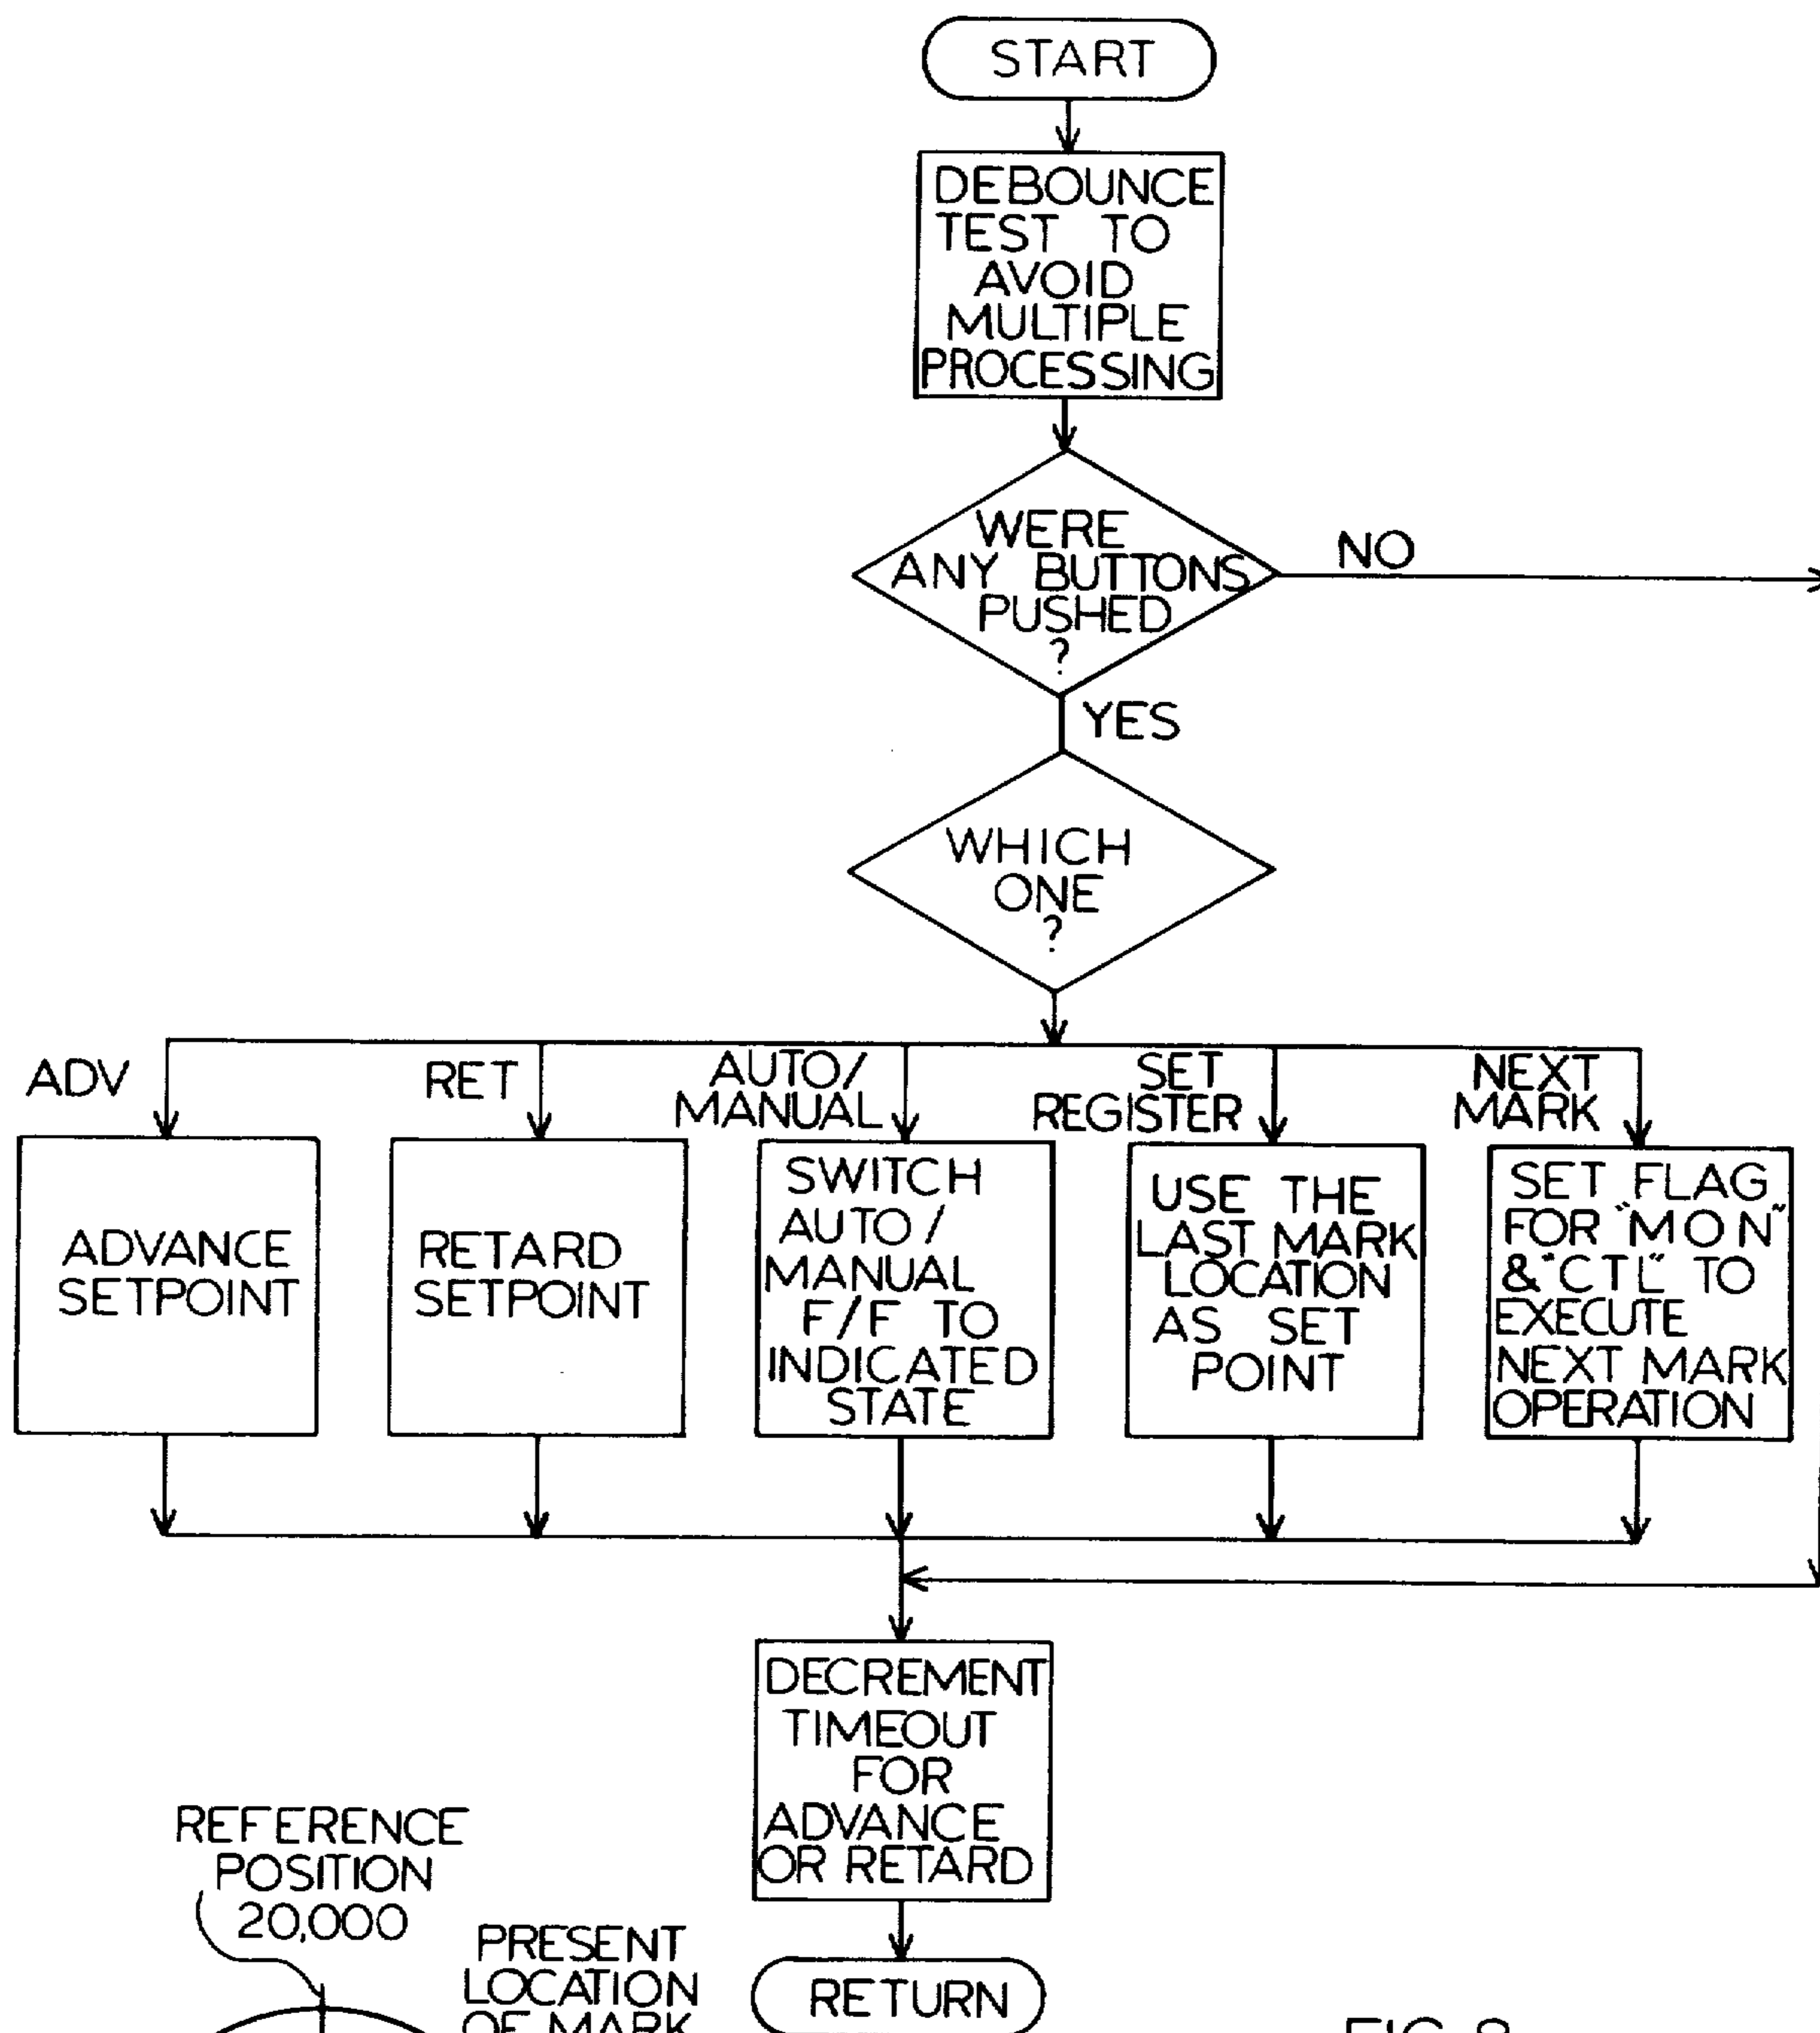 START
DEBOUNCE
TEST TO
AVOID
MULTIPLE
PROCESSING
WERE
ANY BUTTONS
PUSHED
?
NO
YES
WHICH
ONE
?
ADV
RET
AUTO/
MANUAL
SET
REGISTER
NEXT
MARK
ADVANCE
SETPOINT
RETARD
SETPOINT
SWITCH
AUTO/
MANUAL
F/F TO
INDICATED
STATE
USE THE
LAST MARK
LOCATION
AS SET
POINT
SET FLAG
FOR "MON"
& "CTL" TO
EXECUTE
NEXT MARK
OPERATION
DECREMENT
TIMEOUT
FOR
ADVANCE
OR RETARD
RETURN
REFERENCE
POSITION
20,000
PRESENT
LOCATION
OF MARK